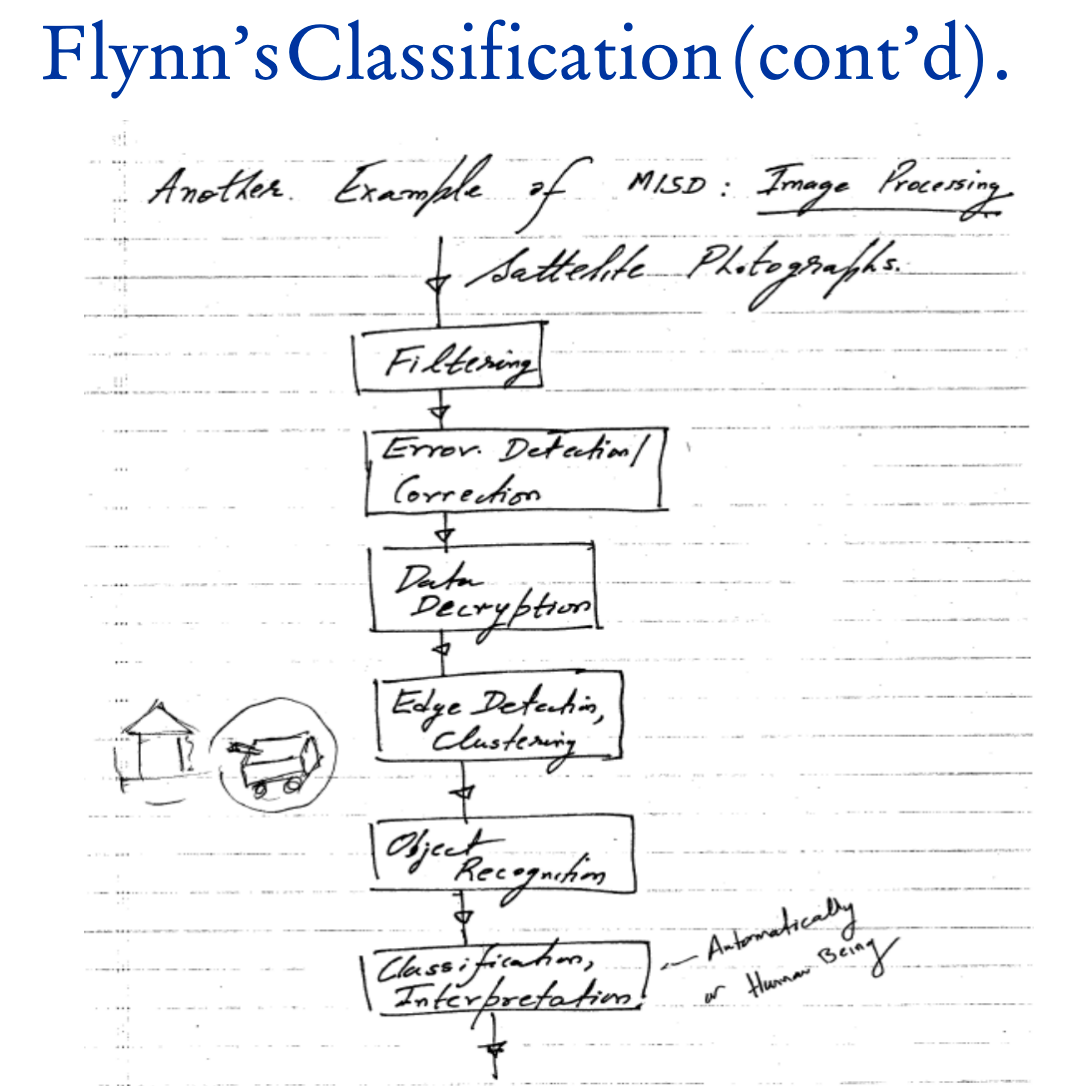 Flynn's Classification (cont'd).
Another. Example of MISD: Image Processing
Sattelite Photographs.
Filtering
Error. Detection/
Correction
Data
Decryption
Edge Detection,
Clustering
Object
Recognition
Classification,
Interpretation.
Automatically
or Human Being